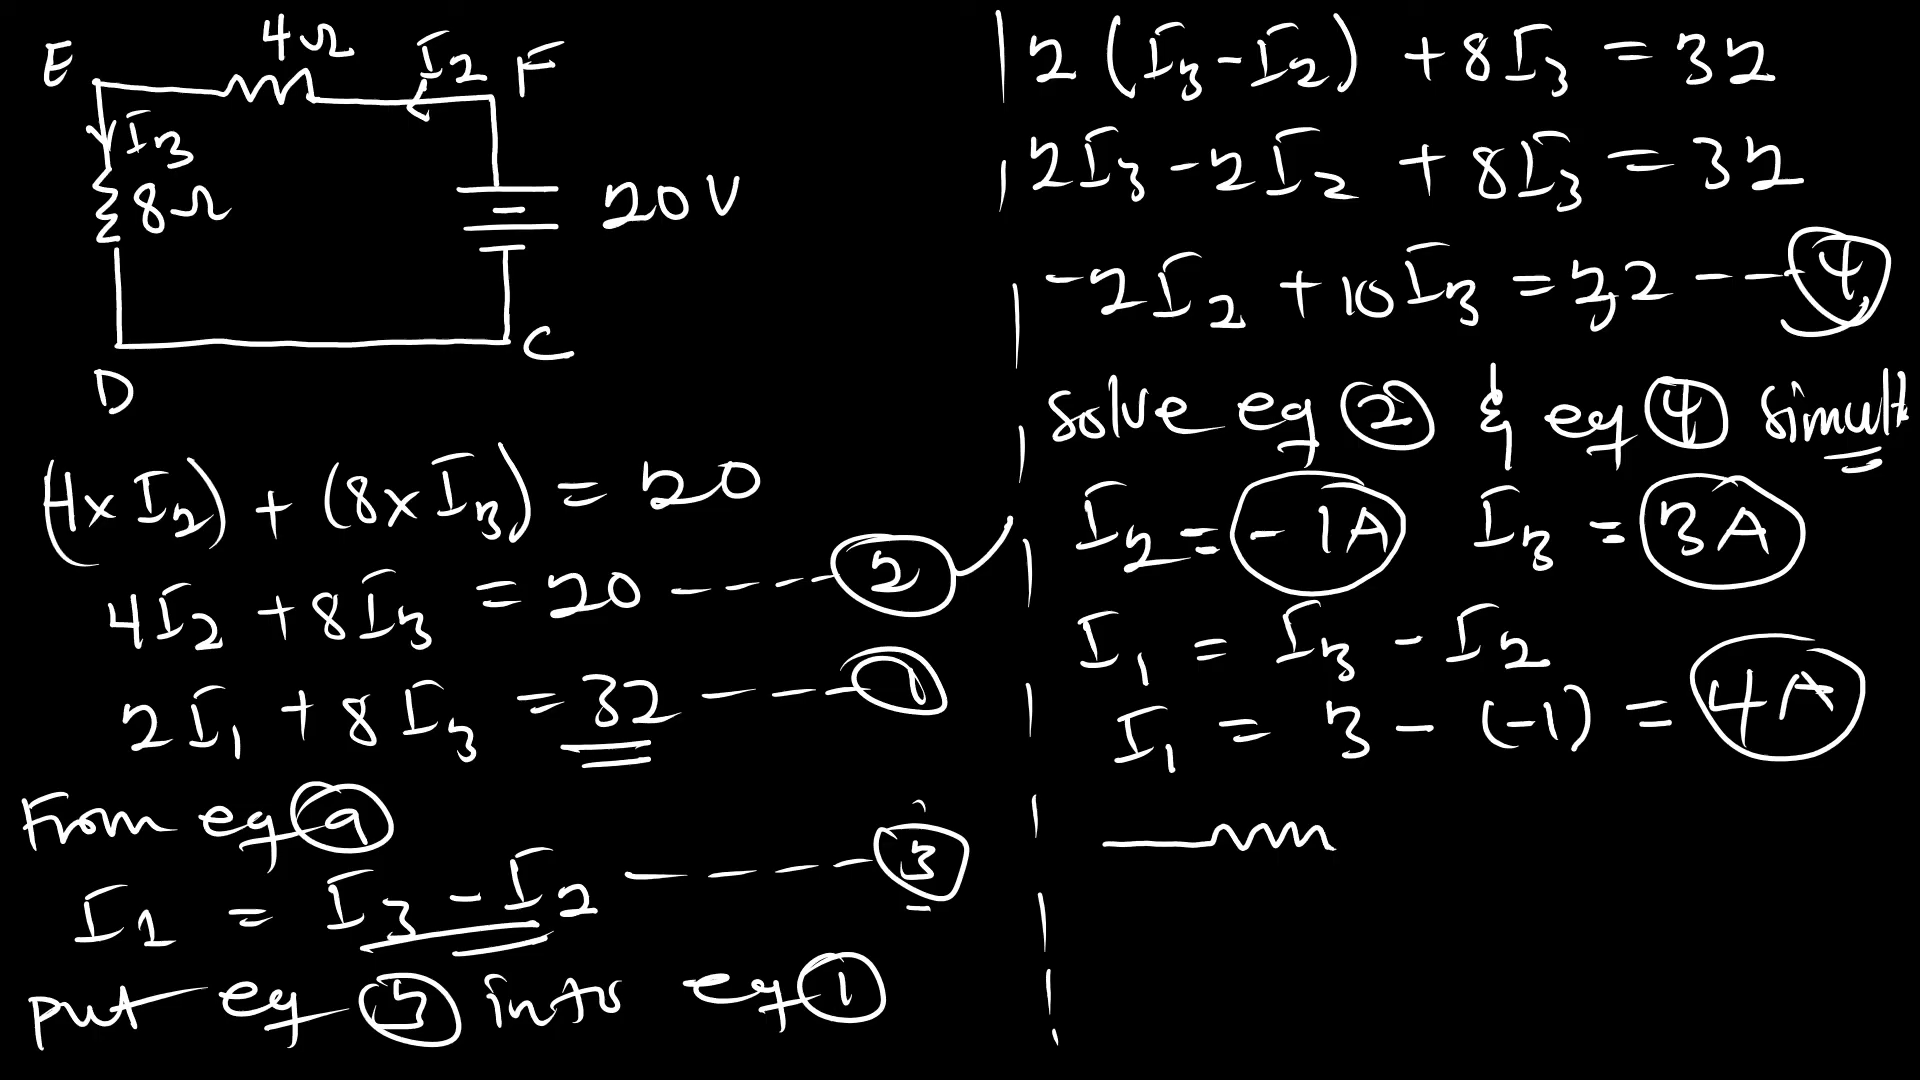 4Ω
E
I2
F
I3
8Ω
20V
C
D
(4×I2) + (8×I3) = 20
4I2 + 8I3 = 20 ---- 2
2I1 + 8I3 = 32 ---- 1
From eq a
I1 = I3 - I2 ----- 3
put eq 3 into eq 1
2(I3-I2) + 8I3 = 32
2I3 - 2I2 + 8I3 = 32
-2I2 + 10I3 = 32 --- 4
Solve eq 2 & eq 4 simult
I2 = -1A I3 = 3A
I1 = I3 - I2
I1 = 3 - (-1) = 4A